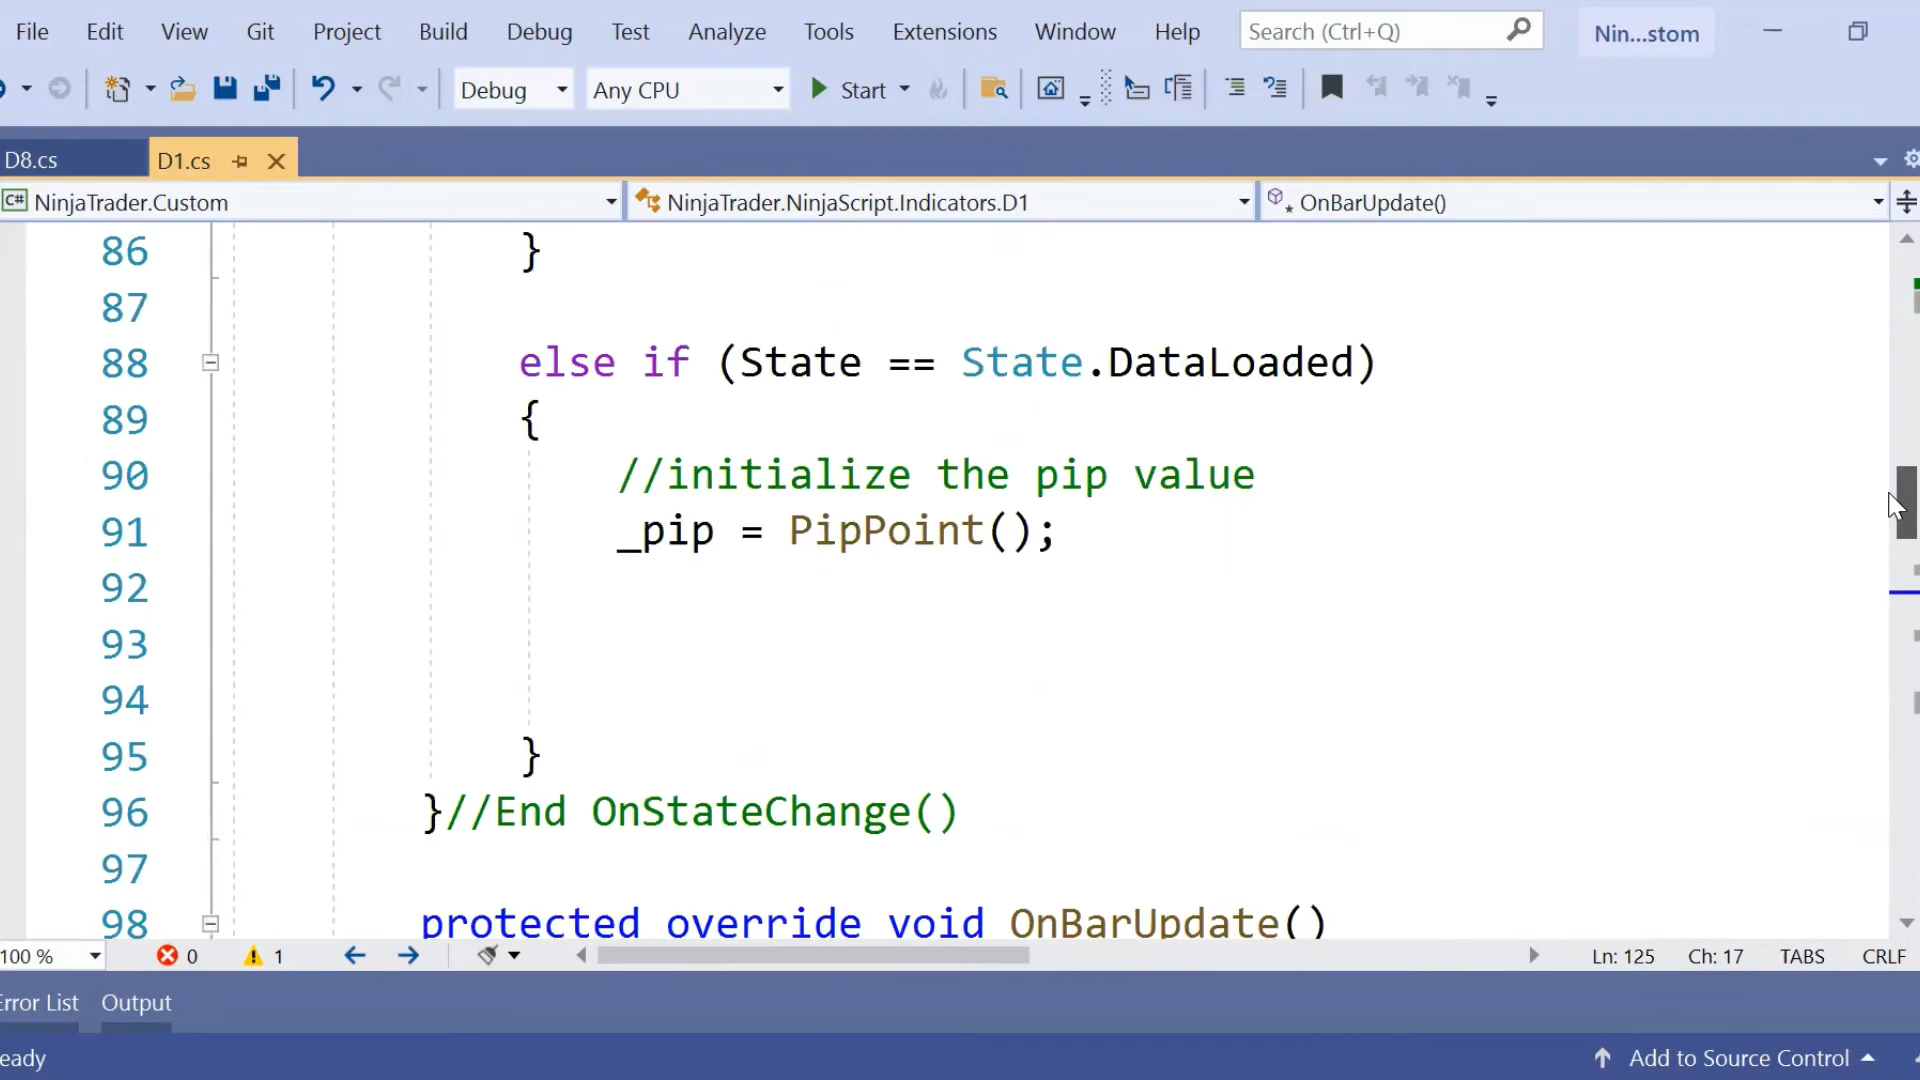 File Edit View Git Project Build Debug Test Analyze Tools Extensions Window Help Search (Ctrl+Q) Nin...stom
Debug Any CPU Start
D8.cs D1.cs
C# NinjaTrader.Custom NinjaTrader.NinjaScript.Indicators.D1 OnBarUpdate()
86 }
87
88 else if (State == State.DataLoaded)
89 {
90 //initialize the pip value
91 _pip = PipPoint();
92
93
94
95 }
96 }//End OnStateChange()
97
98 protected override void OnBarUpdate()
100 % 0 1 Ln: 125 Ch: 17 TABS CRLF
Error List Output
eady Add to Source Control